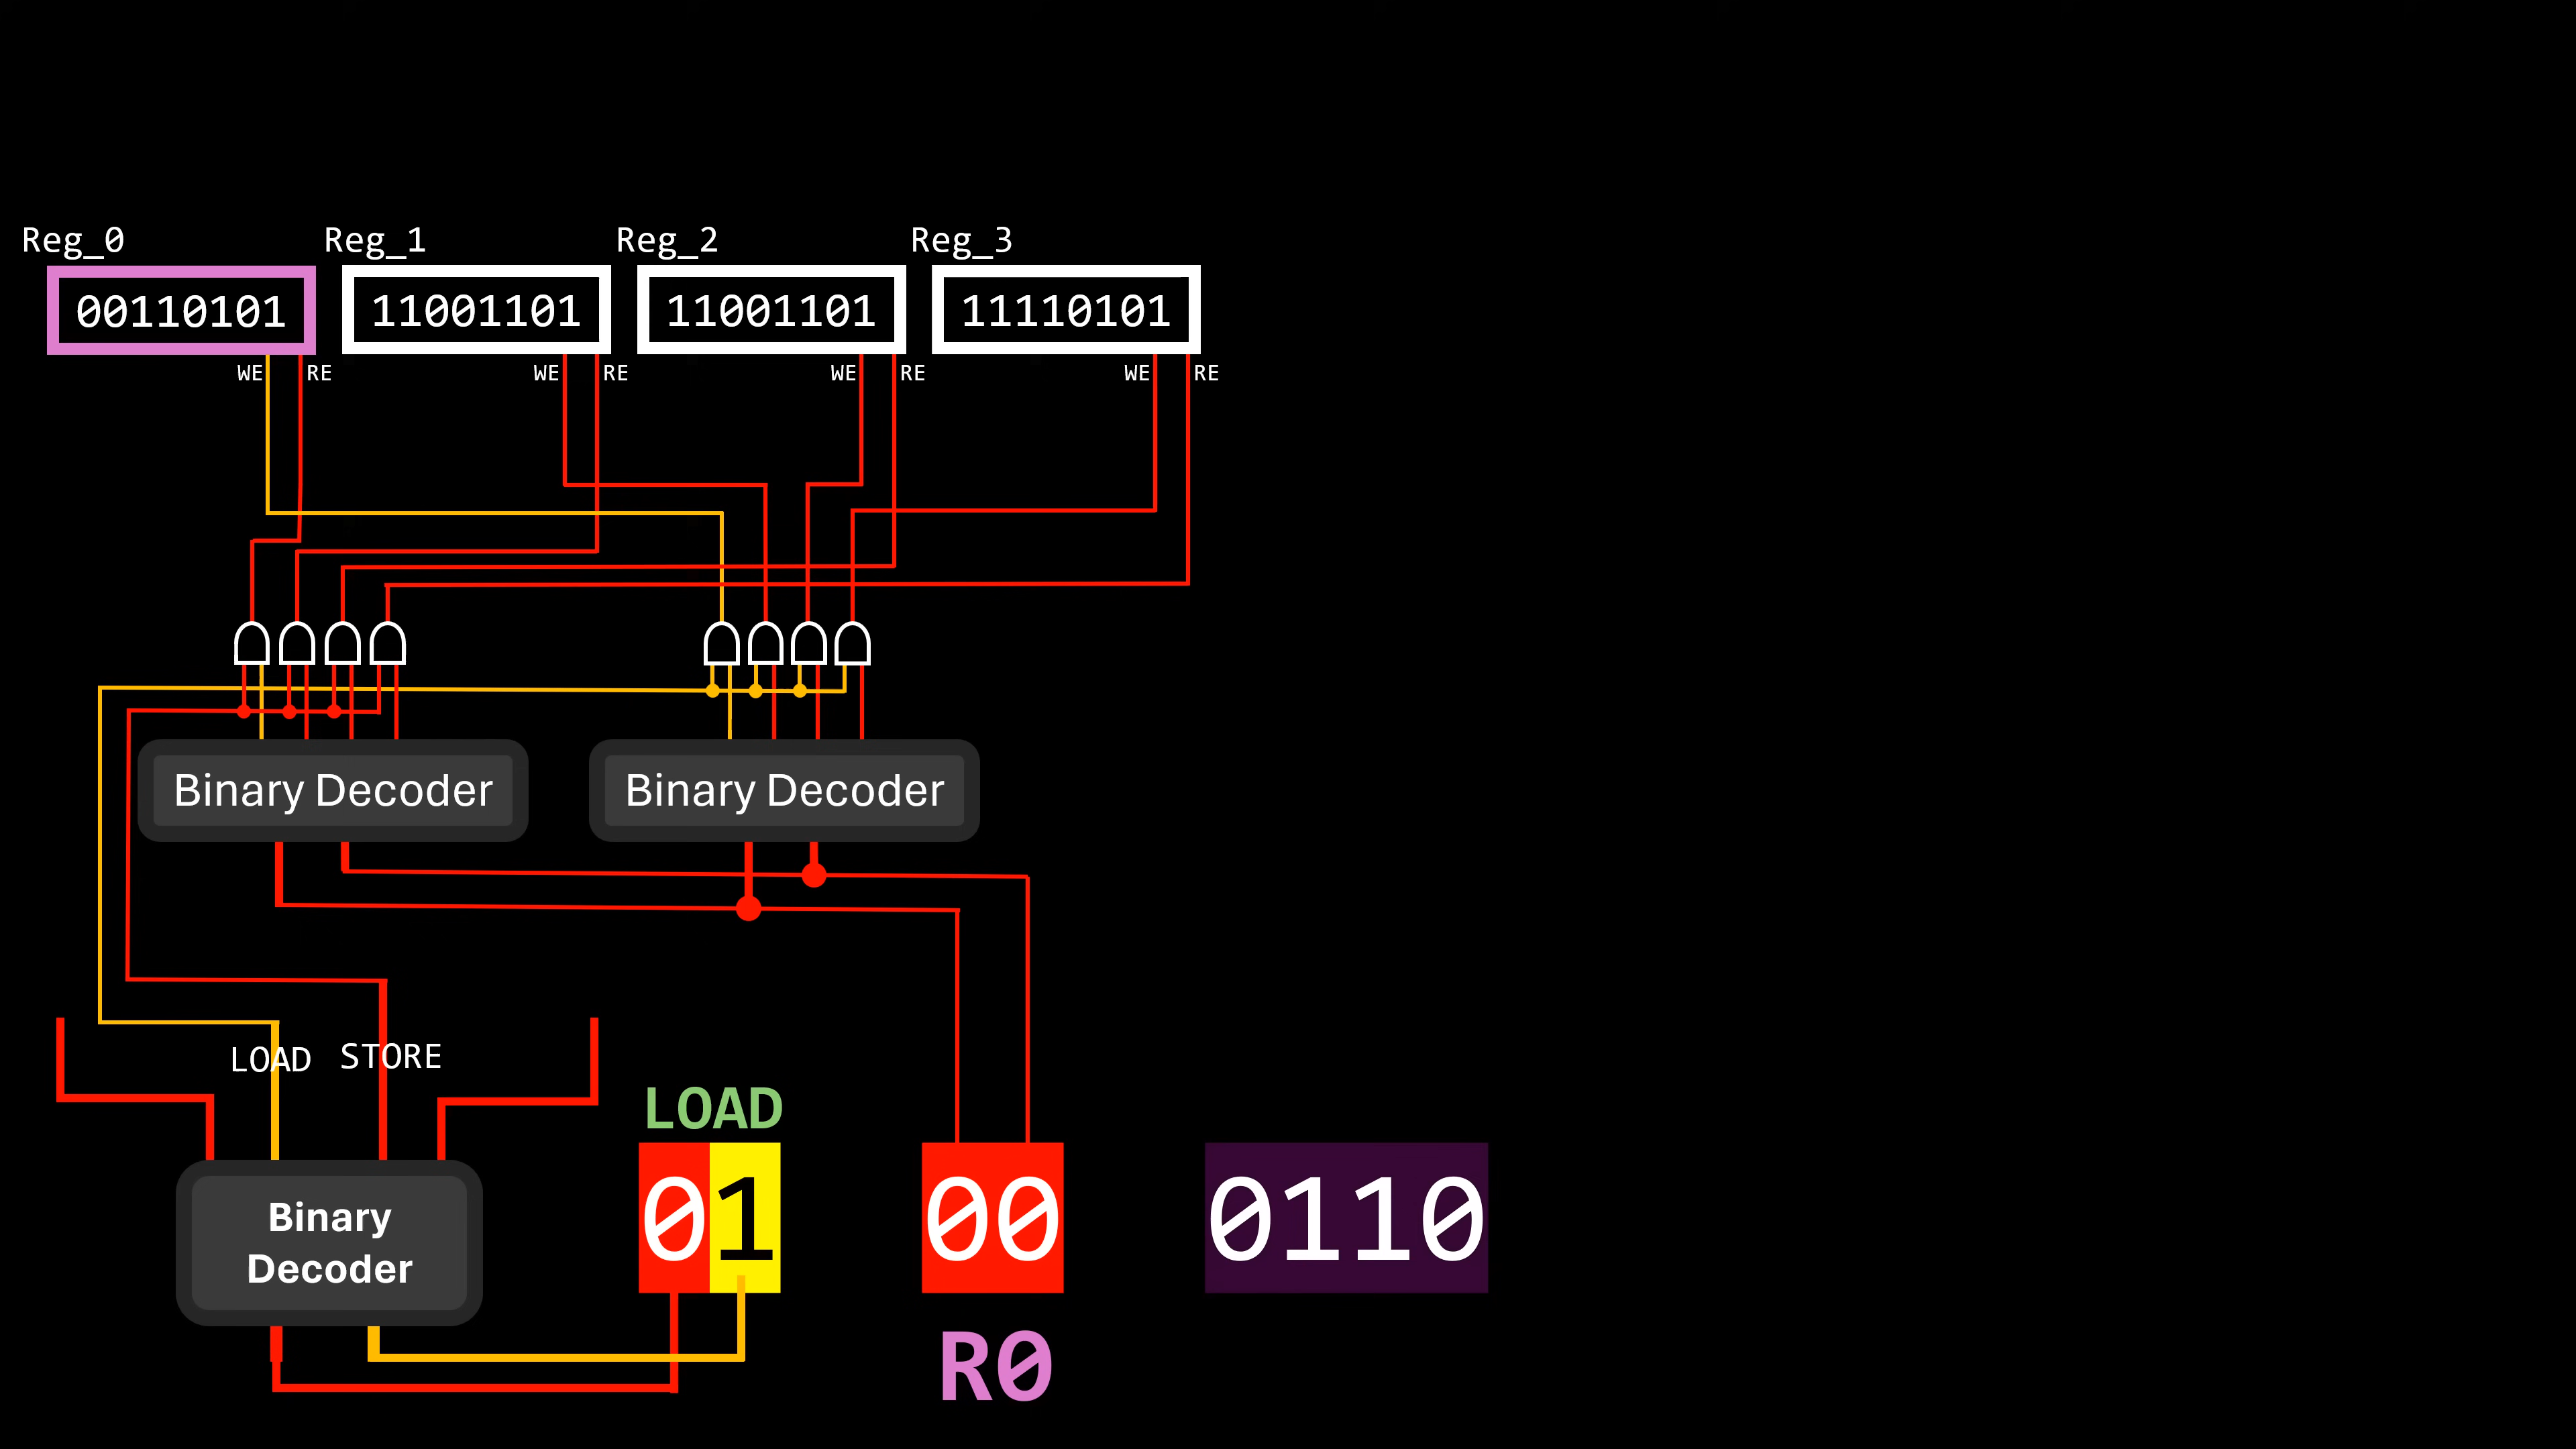 Reg_0 Reg_1 Reg_2 Reg_3
00110101 11001101 11001101 11110101
WE RE WE RE WE RE WE RE
Binary Decoder Binary Decoder
LOAD STORE
LOAD
01 00 0110
Binary
Decoder
R0